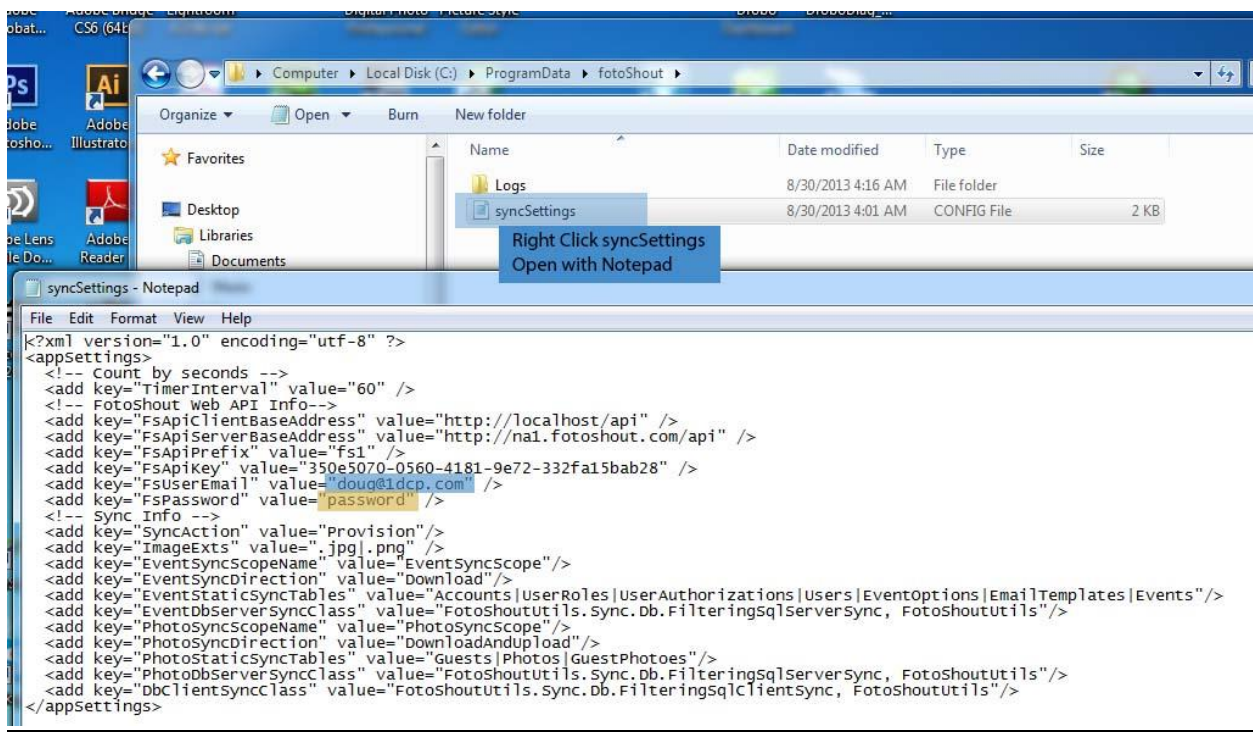 obat...
CS6 (64
Ps
Ai
Computer ▸ Local Disk (C:) ▸ ProgramData ▸ fotoShout ▸
Organize Open Burn New folder
Adobe
Illustrato
Favorites
Name Date modified Type Size
Logs 8/30/2013 4:16 AM File folder
syncSettings 8/30/2013 4:01 AM CONFIG File 2 KB
Desktop
Libraries
Documents
Adobe
Reader
Right Click syncSettings
Open with Notepad
syncSettings - Notepad
File Edit Format View Help
<?xml version="1.0" encoding="utf-8" ?>
<appSettings>
<!-- Count by seconds -->
<add key="TimerInterval" value="60" />
<!-- FotoShout Web API Info-->
<add key="FsApiClientBaseAddress" value="http://localhost/api" />
<add key="FsApiServerBaseAddress" value="http://na1.fotoshout.com/api" />
<add key="FsApiPrefix" value="fs1" />
<add key="FsApiKey" value="350e5070-0560-4181-9e72-332fa15bab28" />
<add key="FsUserEmail" value="doug@1dcp.com" />
<add key="FsPassword" value="password" />
<!-- Sync Info -->
<add key="SyncAction" value="Provision"/>
<add key="ImageExts" value=".jpg|.png" />
<add key="EventSyncScopeName" value="EventSyncScope"/>
<add key="EventSyncDirection" value="Download"/>
<add key="EventStaticSyncTables" value="Accounts|UserRoles|UserAuthorizations|Users|EventOptions|EmailTemplates|Events"/>
<add key="EventDbServerSyncClass" value="FotoShoutUtils.Sync.Db.FilteringSqlServerSync, FotoShoutUtils"/>
<add key="PhotoSyncScopeName" value="PhotoSyncScope"/>
<add key="PhotoSyncDirection" value="DownloadAndUpload"/>
<add key="PhotoStaticSyncTables" value="Guests|Photos|GuestPhotoes"/>
<add key="PhotoDbServerSyncClass" value="FotoShoutUtils.Sync.Db.FilteringSqlServerSync, FotoShoutUtils"/>
<add key="DbClientSyncClass" value="FotoShoutUtils.Sync.Db.FilteringSqlClientSync, FotoShoutUtils"/>
</appSettings>